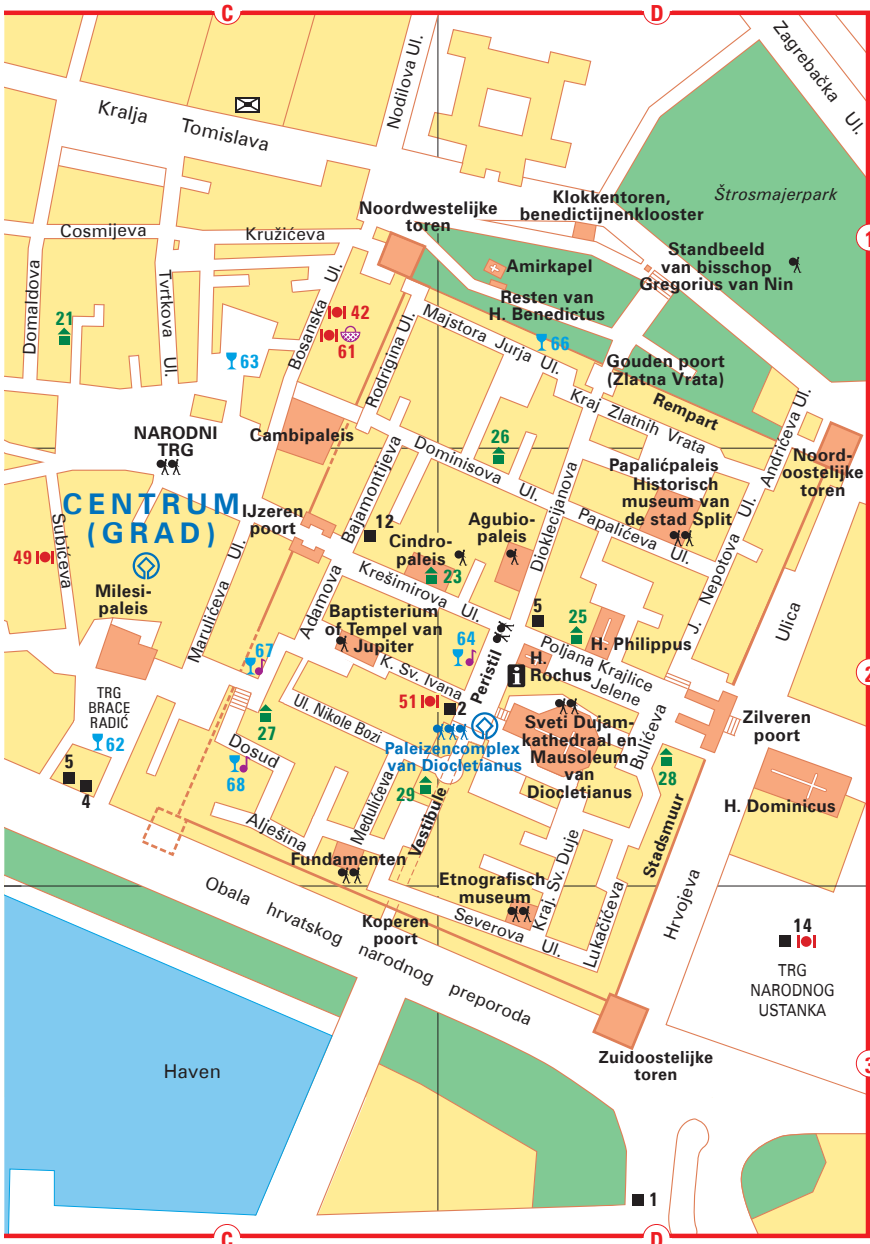 C
D
Zagrebačka Ul.
Nodilova Ul.
Kralja Tomislava
Štrosmajerpark
Klokkentoren,
benedictijnenklooster
Noordwestelijke
toren
1
Cosmijeva
Kružićeva
Standbeeld
van bisschop
Gregorius van Nin
Amirkapel
Resten van
H. Benedictus
Domaldova
Tvrtkova Ul.
Bosanska Ul.
21
42
61
63
66
Rodrigina Ul.
Majstora Jurja Ul.
Gouden poort
(Zlatna Vrata)
Kraj Zlatnih Vrata
Rempart
Andrićeva Ul.
NARODNI
TRG
Cambipaleis
26
Noord-
oostelijke
toren
Dominisova Ul.
Papalićpaleis
Historisch
museum van
de stad Split
CENTRUM
(GRAD)
IJzeren
poort
Bajamontijeva
12
Agubio-
paleis
Dioklecijanova
Papalićeva Ul.
Cindro-
paleis
23
49
Subićeva
Milesi-
paleis
Marulićeva Ul.
Adamova
Krešimirova Ul.
J. Nepotova Ul.
Ulica
Baptisterium
of Tempel van
Jupiter
5
25
H. Philippus
64
67
Peristil
H.
Rochus
Poljana Krajlice
Jelene
2
K. Sv. Ivana
TRG
BRACE
RADIĆ
62
51
2
Ul. Nikole Bozi
27
Sveti Dujam-
kathedraal en
Mausoleum
van
Diocletianus
Zilveren
poort
Bulićeva
Paleizencomplex
van Diocletianus
Dosud
68
5
4
28
29
Medulićeva
Vestibule
Stadsmuur
H. Dominicus
Alješina
Fundamenten
Kraj. Sv. Duje
Etnografisch
museum
Obala hrvatskog narodnog preporoda
Koperen
poort
Severova Ul.
Lukačićeva
Hrvojeva
14
TRG
NARODNOG
USTANKA
Haven
Zuidoostelijke
toren
3
1
C
D